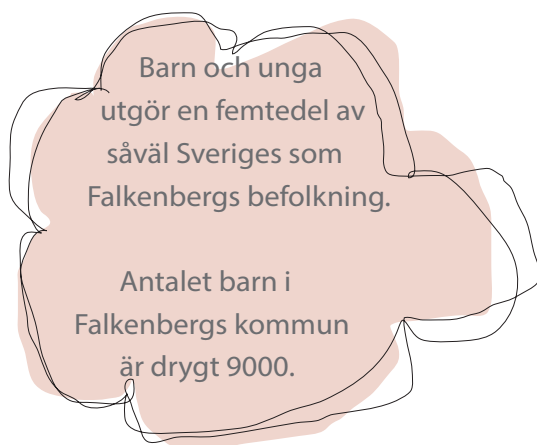 Barn och unga
utgör en femtedel av
såväl Sveriges som
Falkenbergs befolkning.
Antalet barn i
Falkenbergs kommun
är drygt 9000.